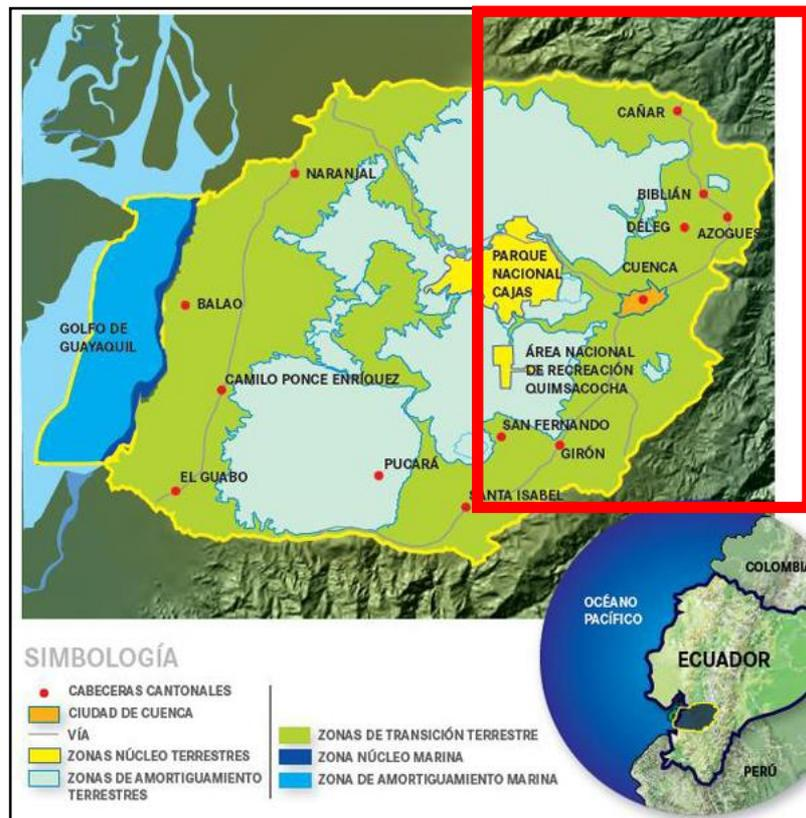 CAÑAR
NARANJAL
BIBLIÁN
DÉLEG
AZOGUES
PARQUE
NACIONAL
CAJAS
CUENCA
BALAO
GOLFO DE
GUAYAQUIL
ÁREA NACIONAL
DE RECREACIÓN
QUIMSACOCHA
CAMILO PONCE ENRÍQUEZ
SAN FERNANDO
GIRÓN
PUCARÁ
EL GUABO
SANTA ISABEL
COLOMBIA
OCÉANO
PACÍFICO
ECUADOR
PERÚ
SIMBOLOGÍA
CABECERAS CANTONALES
CIUDAD DE CUENCA
VÍA
ZONAS NÚCLEO TERRESTRES
ZONAS DE AMORTIGUAMIENTO
TERRESTRES
ZONAS DE TRANSICIÓN TERRESTRE
ZONA NÚCLEO MARINA
ZONA DE AMORTIGUAMIENTO MARINA